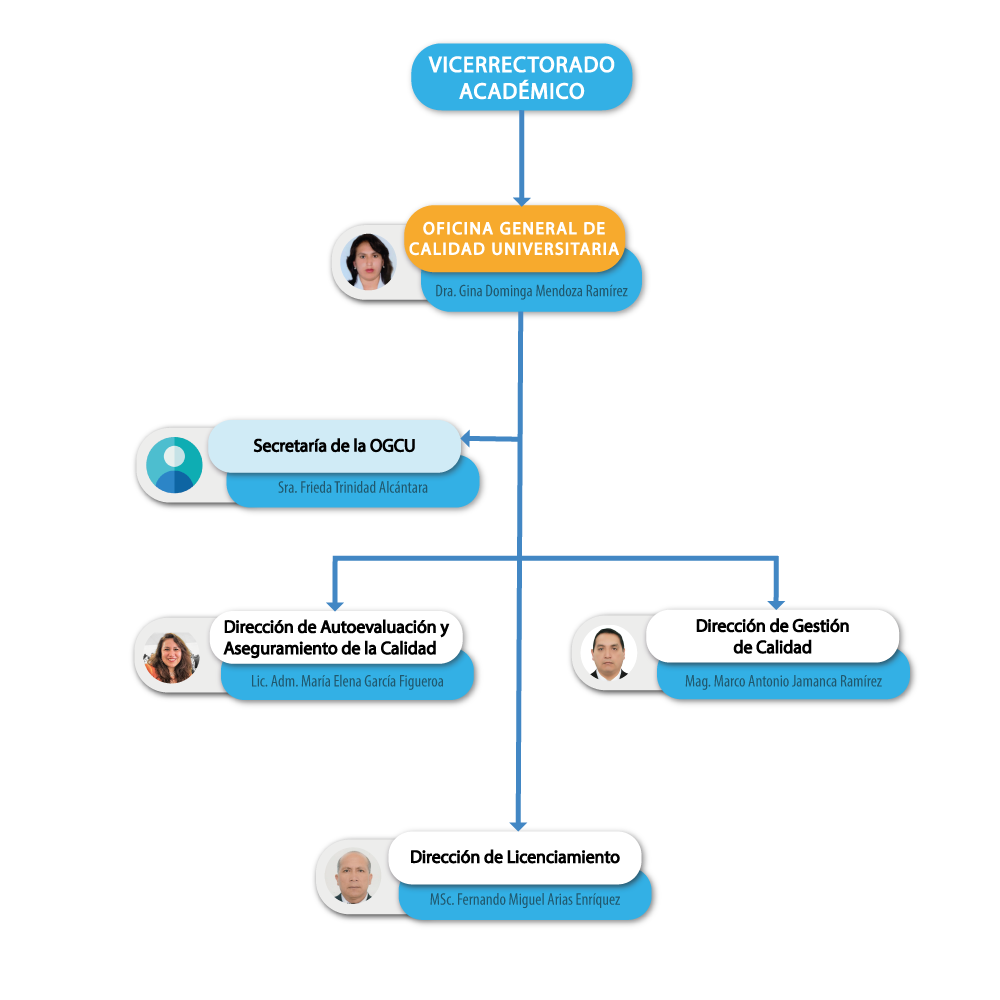 VICERRECTORADO
ACADÉMICO
OFICINA GENERAL DE
CALIDAD UNIVERSITARIA
Dra. Gina Dominga Mendoza Ramírez
Secretaría de la OGCU
Sra. Frieda Trinidad Alcántara
Dirección de Autoevaluación y
Aseguramiento de la Calidad
Lic. Adm. María Elena García Figueroa
Dirección de Gestión
de Calidad
Mag. Marco Antonio Jamanca Ramírez
Dirección de Licenciamiento
MSc. Fernando Miguel Arias Enríquez